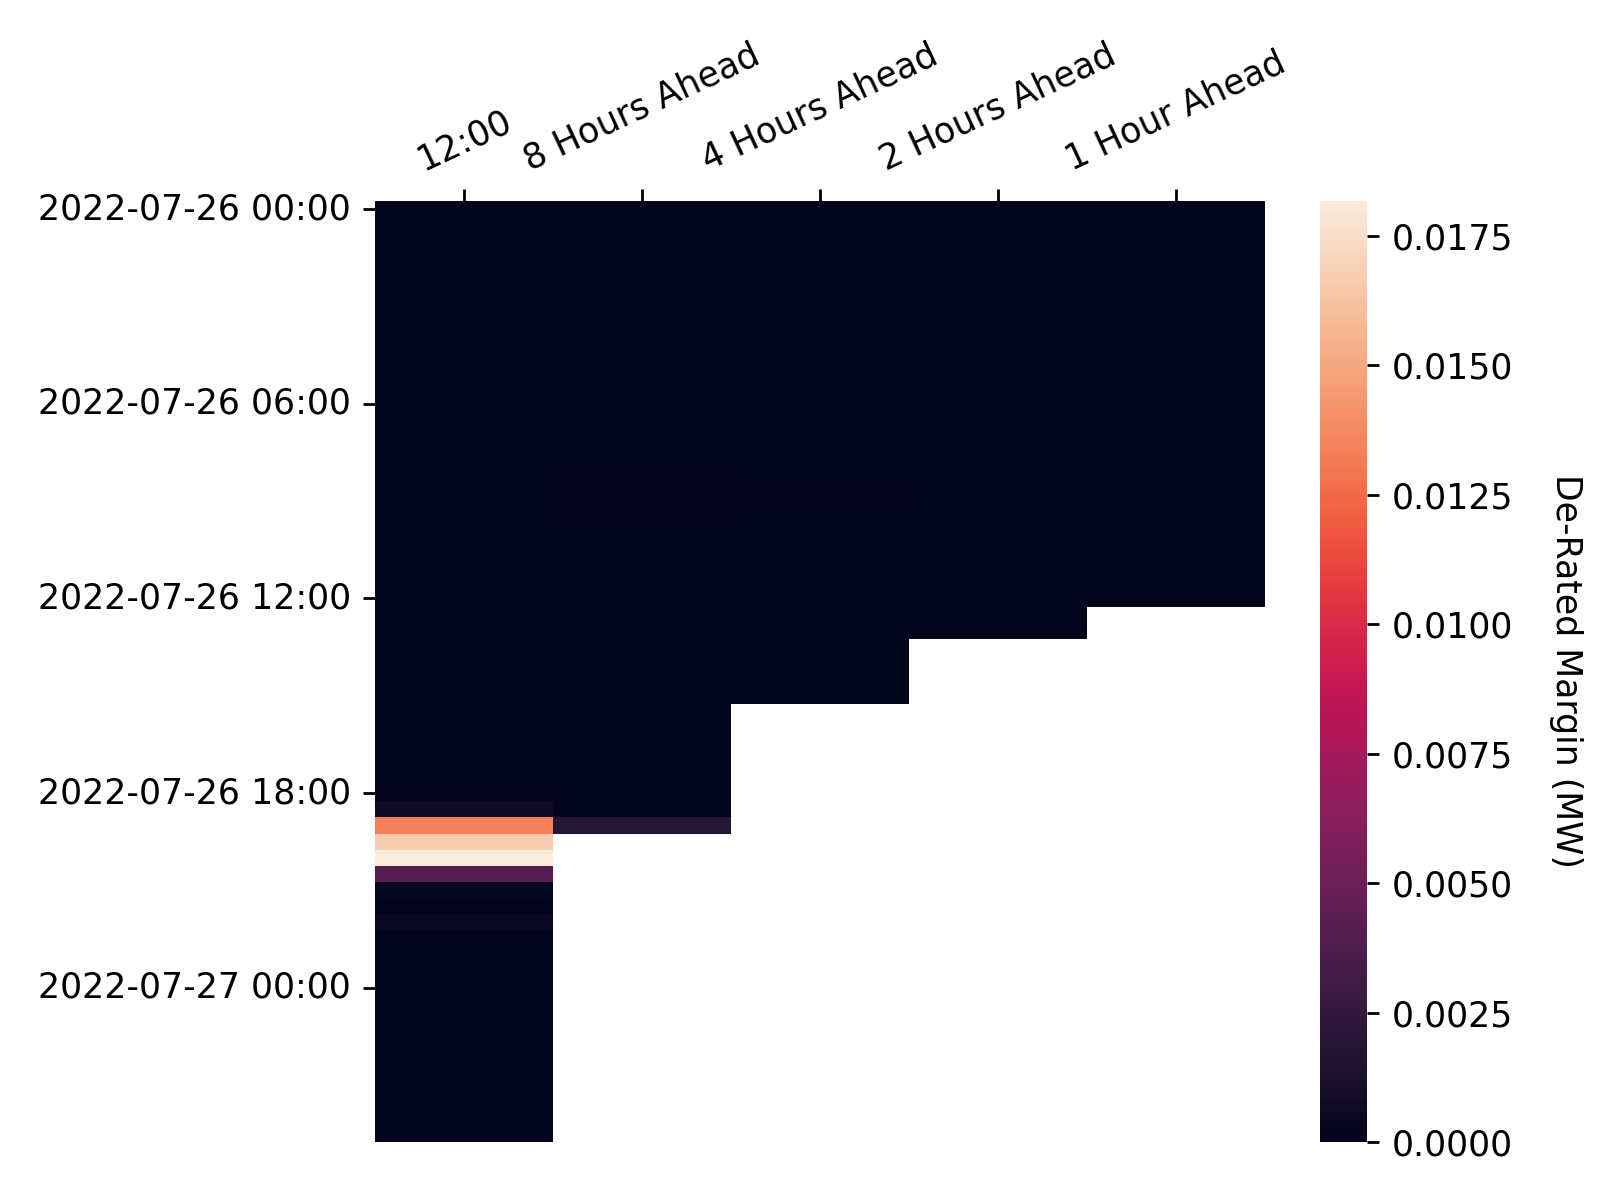 12:00
8 Hours Ahead
4 Hours Ahead
2 Hours Ahead
1 Hour Ahead
2022-07-26 00:00
2022-07-26 06:00
2022-07-26 12:00
2022-07-26 18:00
2022-07-27 00:00
0.0175
0.0150
0.0125
0.0100
0.0075
0.0050
0.0025
0.0000
De-Rated Margin (MW)